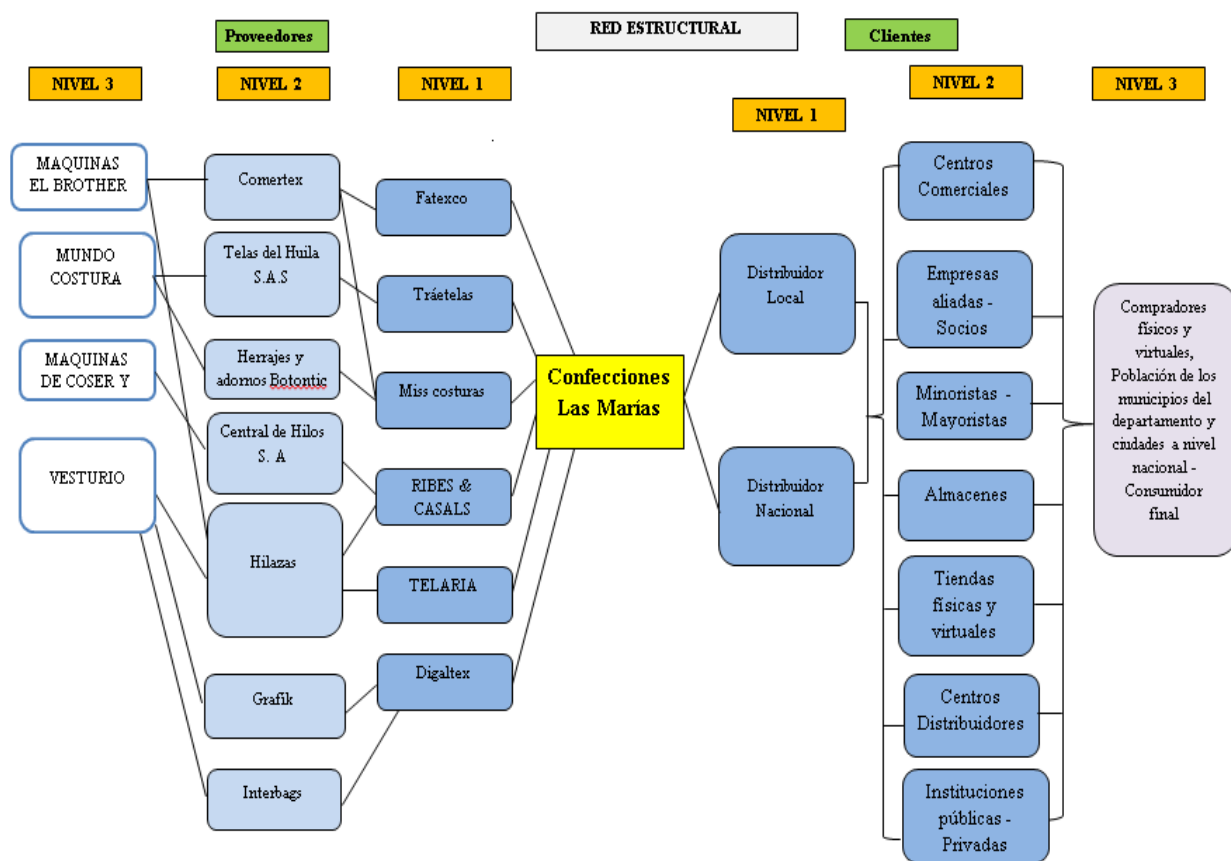 RED ESTRUCTURAL
Proveedores
Clientes
NIVEL 3
NIVEL 2
NIVEL 1
NIVEL 1
NIVEL 2
NIVEL 3
MAQUINAS
EL BROTHER
MUNDO
COSTURA
MAQUINAS
DE COSER Y
VESTURIO
Comertex
Telas del Huila
S.A.S
Herrajes y
adornos Botontic
Central de Hilos
S. A
Hilazas
Grafik
Interbags
Fatexco
Tráetelas
Miss costuras
RIBES &
CASALS
TELARIA
Digaltex
Confecciones
Las Marías
Distribuidor
Local
Distribuidor
Nacional
Centros
Comerciales
Empresas
aliadas -
Socios
Minoristas -
Mayoristas
Almacenes
Tiendas
físicas y
virtuales
Centros
Distribuidores
Instituciones
públicas -
Privadas
Compradores
físicos y
virtuales,
Población de los
municipios del
departamento y
ciudades a nivel
nacional -
Consumidor
final